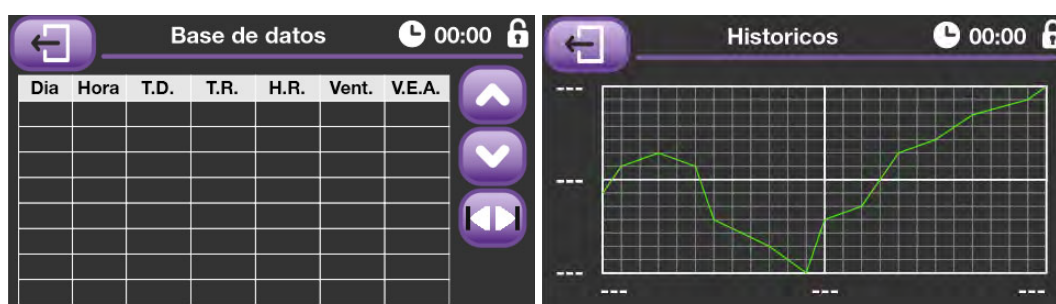 Base de datos 00:00
Dia Hora T.D. T.R. H.R. Vent. V.E.A.
Historicos 00:00
---
---
---
--- --- ---